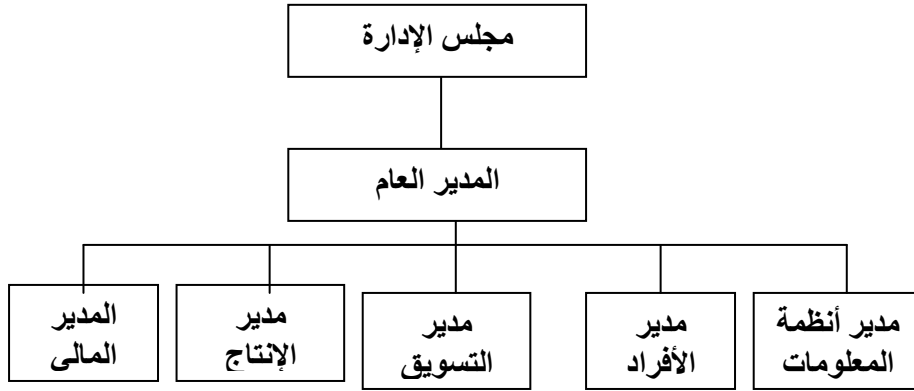 مجلس الإدارة
المدير العام
مدير أنظمة
المعلومات
مدير
الأفراد
مدير
التسويق
مدير
الإنتاج
المدير
المالى